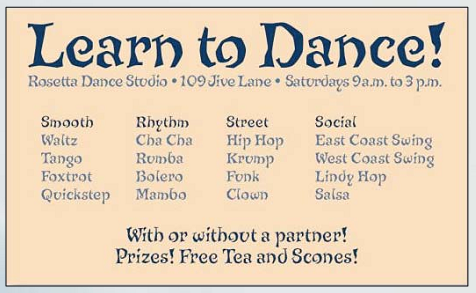 Learn to Dance!
Rosetta Dance Studio • 109 Jive Lane • Saturdays 9 a.m. to 3 p.m.
Smooth Rhythm Street Social
Waltz Cha Cha Hip Hop East Coast Swing
Tango Rumba Krump West Coast Swing
Foxtrot Bolero Funk Lindy Hop
Quickstep Mambo Clown Salsa
With or without a partner!
Prizes! Free Tea and Scones!